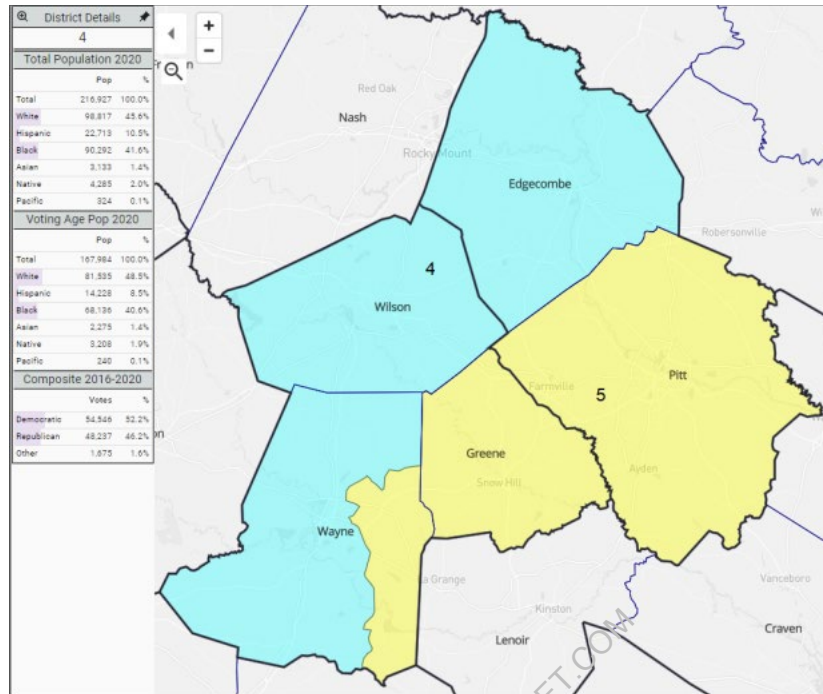 District Details
4
Total Population 2020
Pop %
Total 216,927 100.0%
White 98,817 45.6%
Hispanic 22,713 10.5%
Black 90,292 41.6%
Asian 3,133 1.4%
Native 4,285 2.0%
Pacific 324 0.1%
Voting Age Pop 2020
Pop %
Total 167,984 100.0%
White 81,535 48.5%
Hispanic 14,228 8.5%
Black 68,136 40.6%
Asian 2,275 1.4%
Native 3,208 1.9%
Pacific 240 0.1%
Composite 2016-2020
Votes %
Democratic 54,546 52.2%
Republican 48,237 46.2%
Other 1,675 1.6%
+
−
Red Oak
Nash
Rocky Mount
Edgecombe
Robersonville
4
Wilson
Pitt
Farmville
5
Greene
Ayden
Snow Hill
Wayne
La Grange
Vanceboro
Kinston
Lenoir
Craven